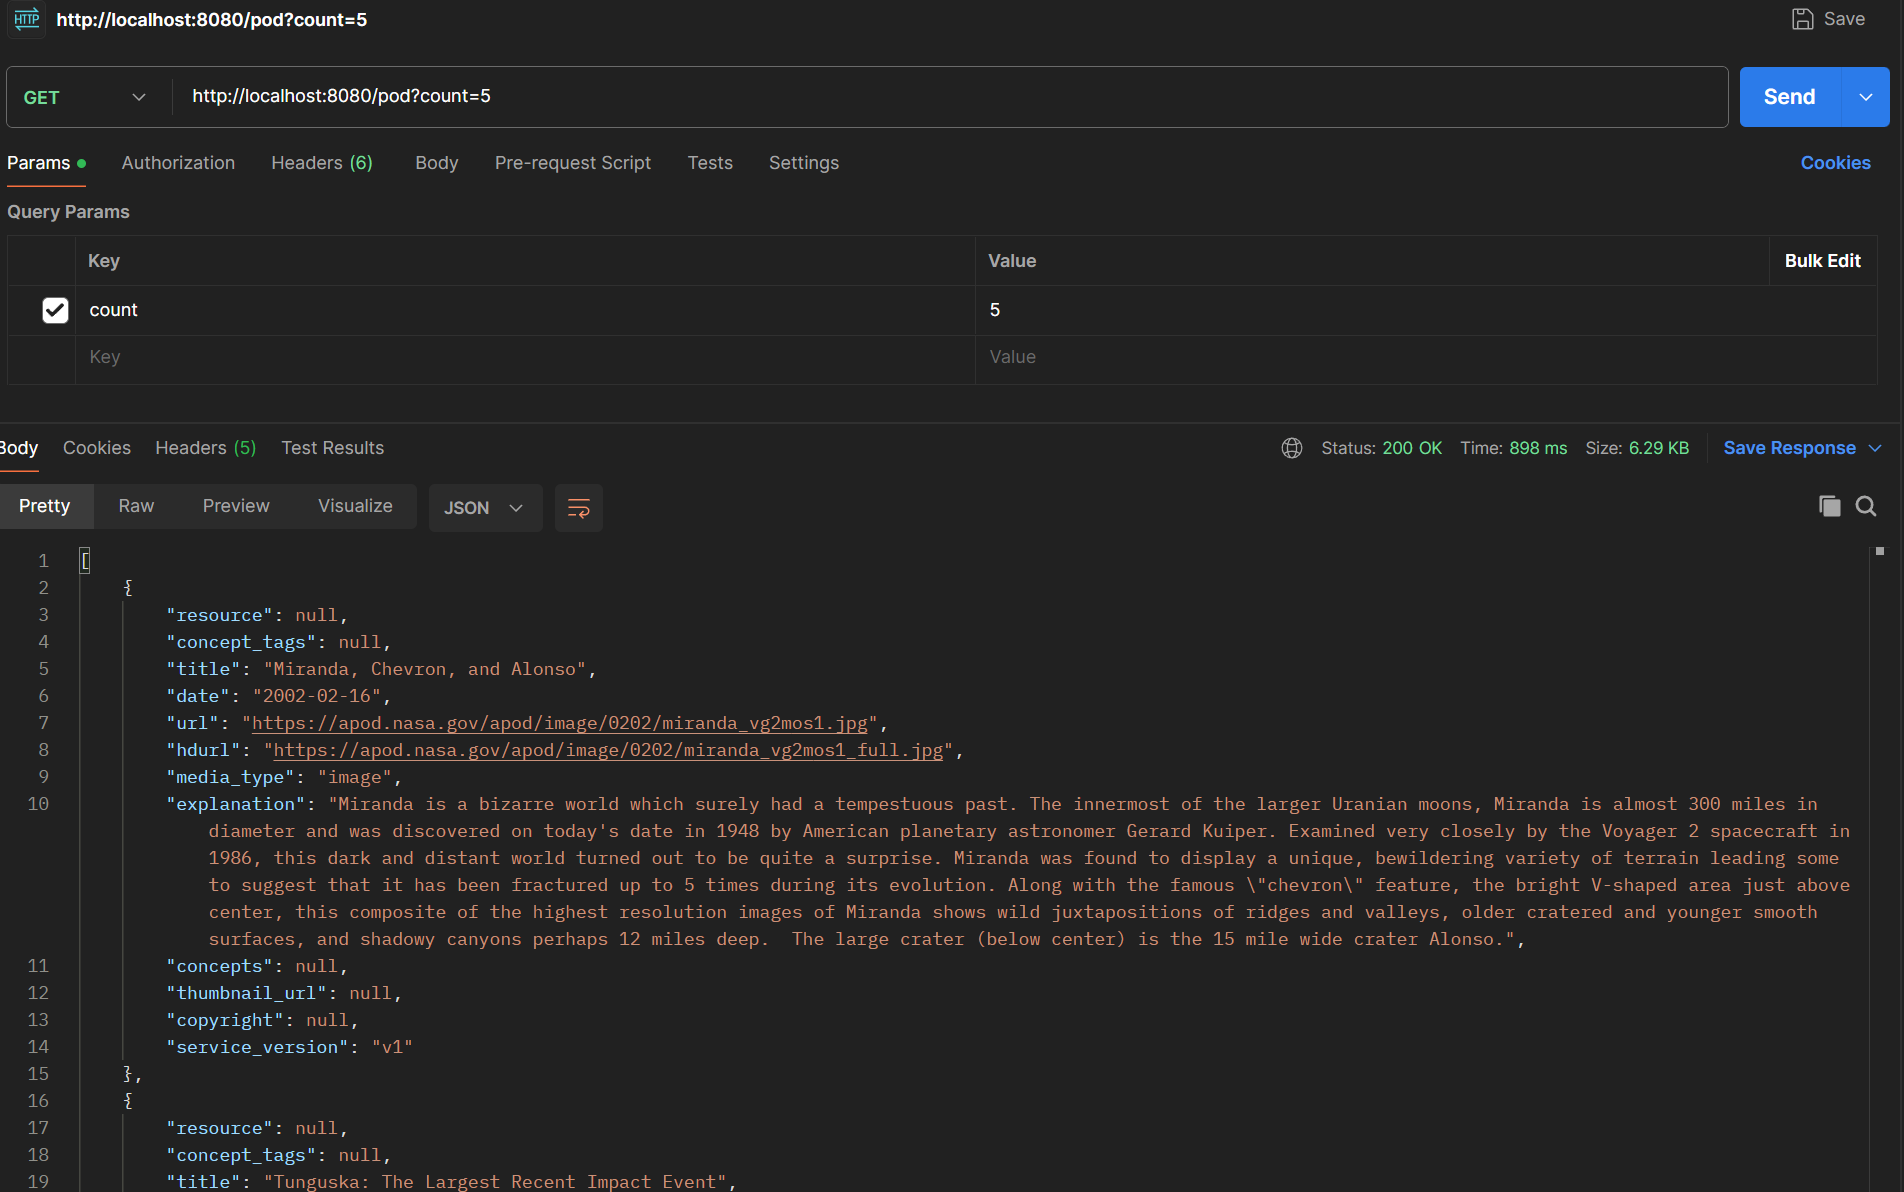 HTTP http://localhost:8080/pod?count=5 Save
GET http://localhost:8080/pod?count=5 Send
Params Authorization Headers (6) Body Pre-request Script Tests Settings Cookies
Query Params
Key Value Bulk Edit
count 5
Key Value
Body Cookies Headers (5) Test Results Status: 200 OK Time: 898 ms Size: 6.29 KB Save Response
Pretty Raw Preview Visualize JSON
1 [
2 {
3 "resource": null,
4 "concept_tags": null,
5 "title": "Miranda, Chevron, and Alonso",
6 "date": "2002-02-16",
7 "url": "https://apod.nasa.gov/apod/image/0202/miranda_vg2mos1.jpg",
8 "hdurl": "https://apod.nasa.gov/apod/image/0202/miranda_vg2mos1_full.jpg",
9 "media_type": "image",
10 "explanation": "Miranda is a bizarre world which surely had a tempestuous past. The innermost of the larger Uranian moons, Miranda is almost 300 miles in
diameter and was discovered on today's date in 1948 by American planetary astronomer Gerard Kuiper. Examined very closely by the Voyager 2 spacecraft in
1986, this dark and distant world turned out to be quite a surprise. Miranda was found to display a unique, bewildering variety of terrain leading some
to suggest that it has been fractured up to 5 times during its evolution. Along with the famous \"chevron\" feature, the bright V-shaped area just above
center, this composite of the highest resolution images of Miranda shows wild juxtapositions of ridges and valleys, older cratered and younger smooth
surfaces, and shadowy canyons perhaps 12 miles deep.  The large crater (below center) is the 15 mile wide crater Alonso.",
11 "concepts": null,
12 "thumbnail_url": null,
13 "copyright": null,
14 "service_version": "v1"
15 },
16 {
17 "resource": null,
18 "concept_tags": null,
19 "title": "Tunguska: The Largest Recent Impact Event",